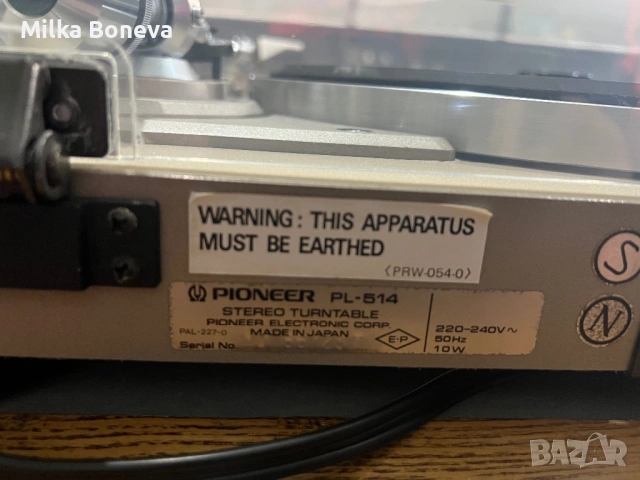 Milka Boneva
WARNING: THIS APPARATUS
MUST BE EARTHED
〈PRW-054-0〉
PIONEER PL-514
STEREO TURNTABLE
PIONEER ELECTRONIC CORP.
PAL-227-0 MADE IN JAPAN
Serial No.
E-P
220-240V~
50Hz
10W
S
N
BAZAR